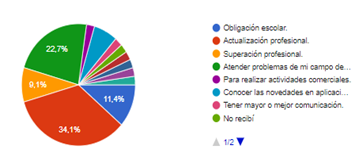 22,7%
9,1%
34,1%
11,4%
Obligación escolar.
Actualización profesional.
Superación profesional.
Atender problemas de mi campo de...
Para realizar actividades comerciales.
Conocer las novedades en aplicaci...
Tener mayor o mejor comunicación.
No recibí
1/2